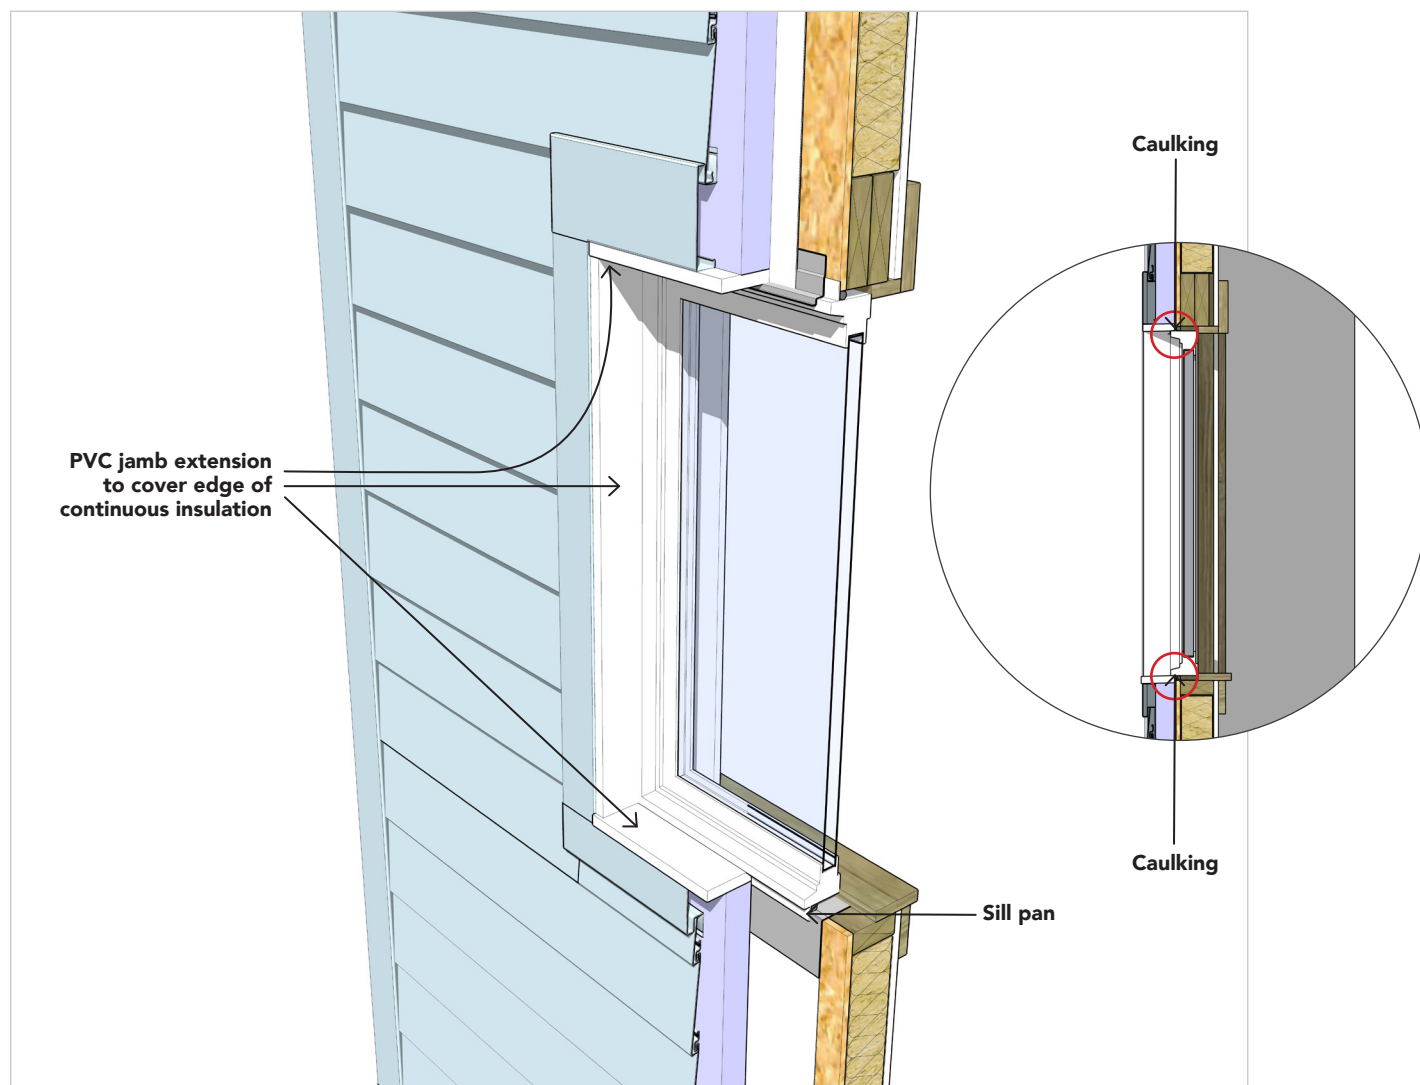 Caulking
PVC jamb extension
to cover edge of
continuous insulation
Caulking
Sill pan